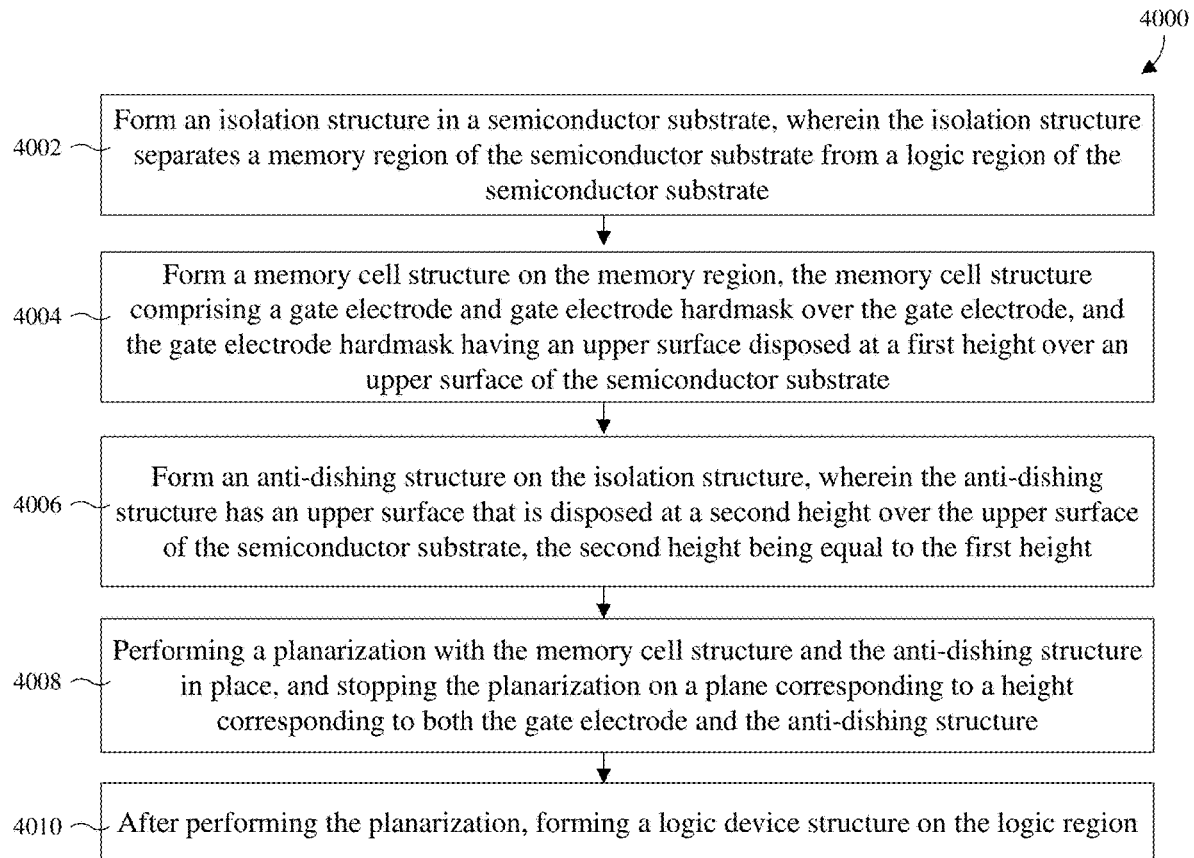 4000
4002
Form an isolation structure in a semiconductor substrate, wherein the isolation structure
separates a memory region of the semiconductor substrate from a logic region of the
semiconductor substrate
4004
Form a memory cell structure on the memory region, the memory cell structure
comprising a gate electrode and gate electrode hardmask over the gate electrode, and
the gate electrode hardmask having an upper surface disposed at a first height over an
upper surface of the semiconductor substrate
4006
Form an anti-dishing structure on the isolation structure, wherein the anti-dishing
structure has an upper surface that is disposed at a second height over the upper surface
of the semiconductor substrate, the second height being equal to the first height
4008
Performing a planarization with the memory cell structure and the anti-dishing structure
in place, and stopping the planarization on a plane corresponding to a height
corresponding to both the gate electrode and the anti-dishing structure
4010
After performing the planarization, forming a logic device structure on the logic region